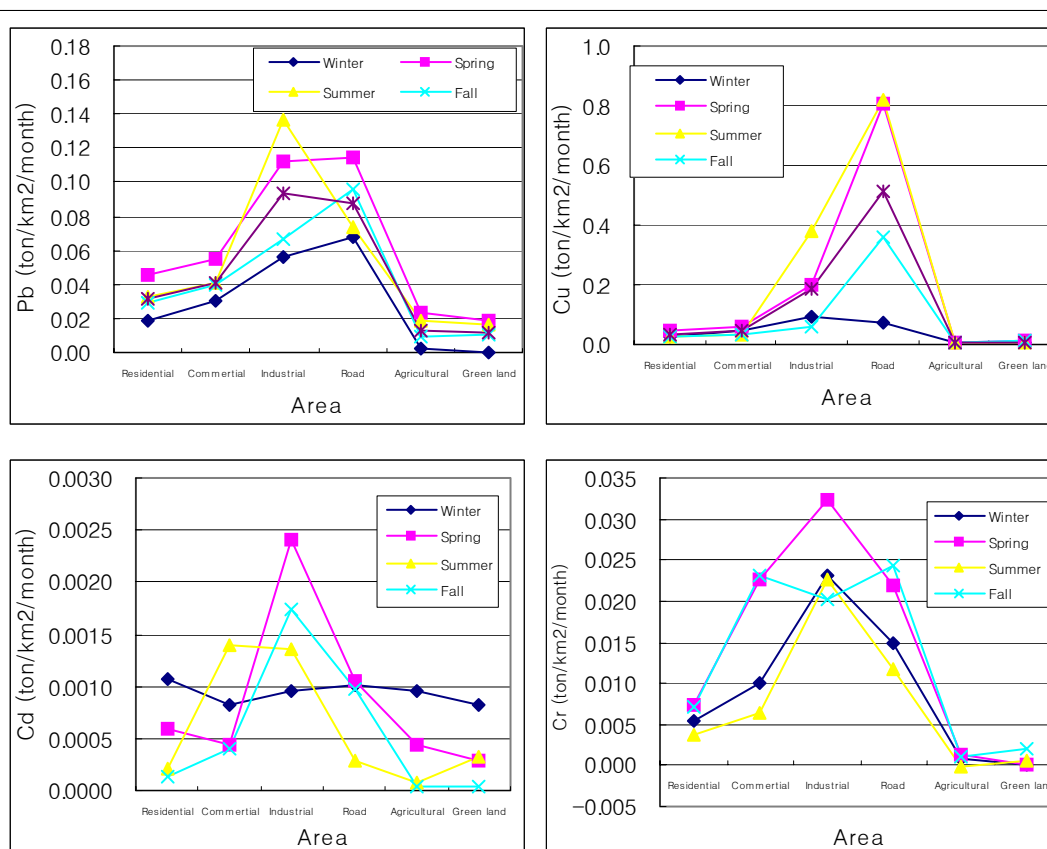 0.18
0.16
0.14
0.12
0.10
0.08
0.06
0.04
0.02
0.00
Pb (ton/km2/month)
Winter Spring
Summer Fall
Residential Commertial Industrial Road Agricultural Green land
Area
1.0
0.8
0.6
0.4
0.2
0.0
Cu (ton/km2/month)
Winter
Spring
Summer
Fall
Residential Commertial Industrial Road Agricultural Green land
Area
0.0030
0.0025
0.0020
0.0015
0.0010
0.0005
0.0000
Cd (ton/km2/month)
Winter
Spring
Summer
Fall
Residential Commertial Industrial Road Agricultural Green land
Area
0.035
0.030
0.025
0.020
0.015
0.010
0.005
0.000
-0.005
Cr (ton/km2/month)
Winter
Spring
Summer
Fall
Residential Commertial Industrial Road Agricultural Green lan
Area